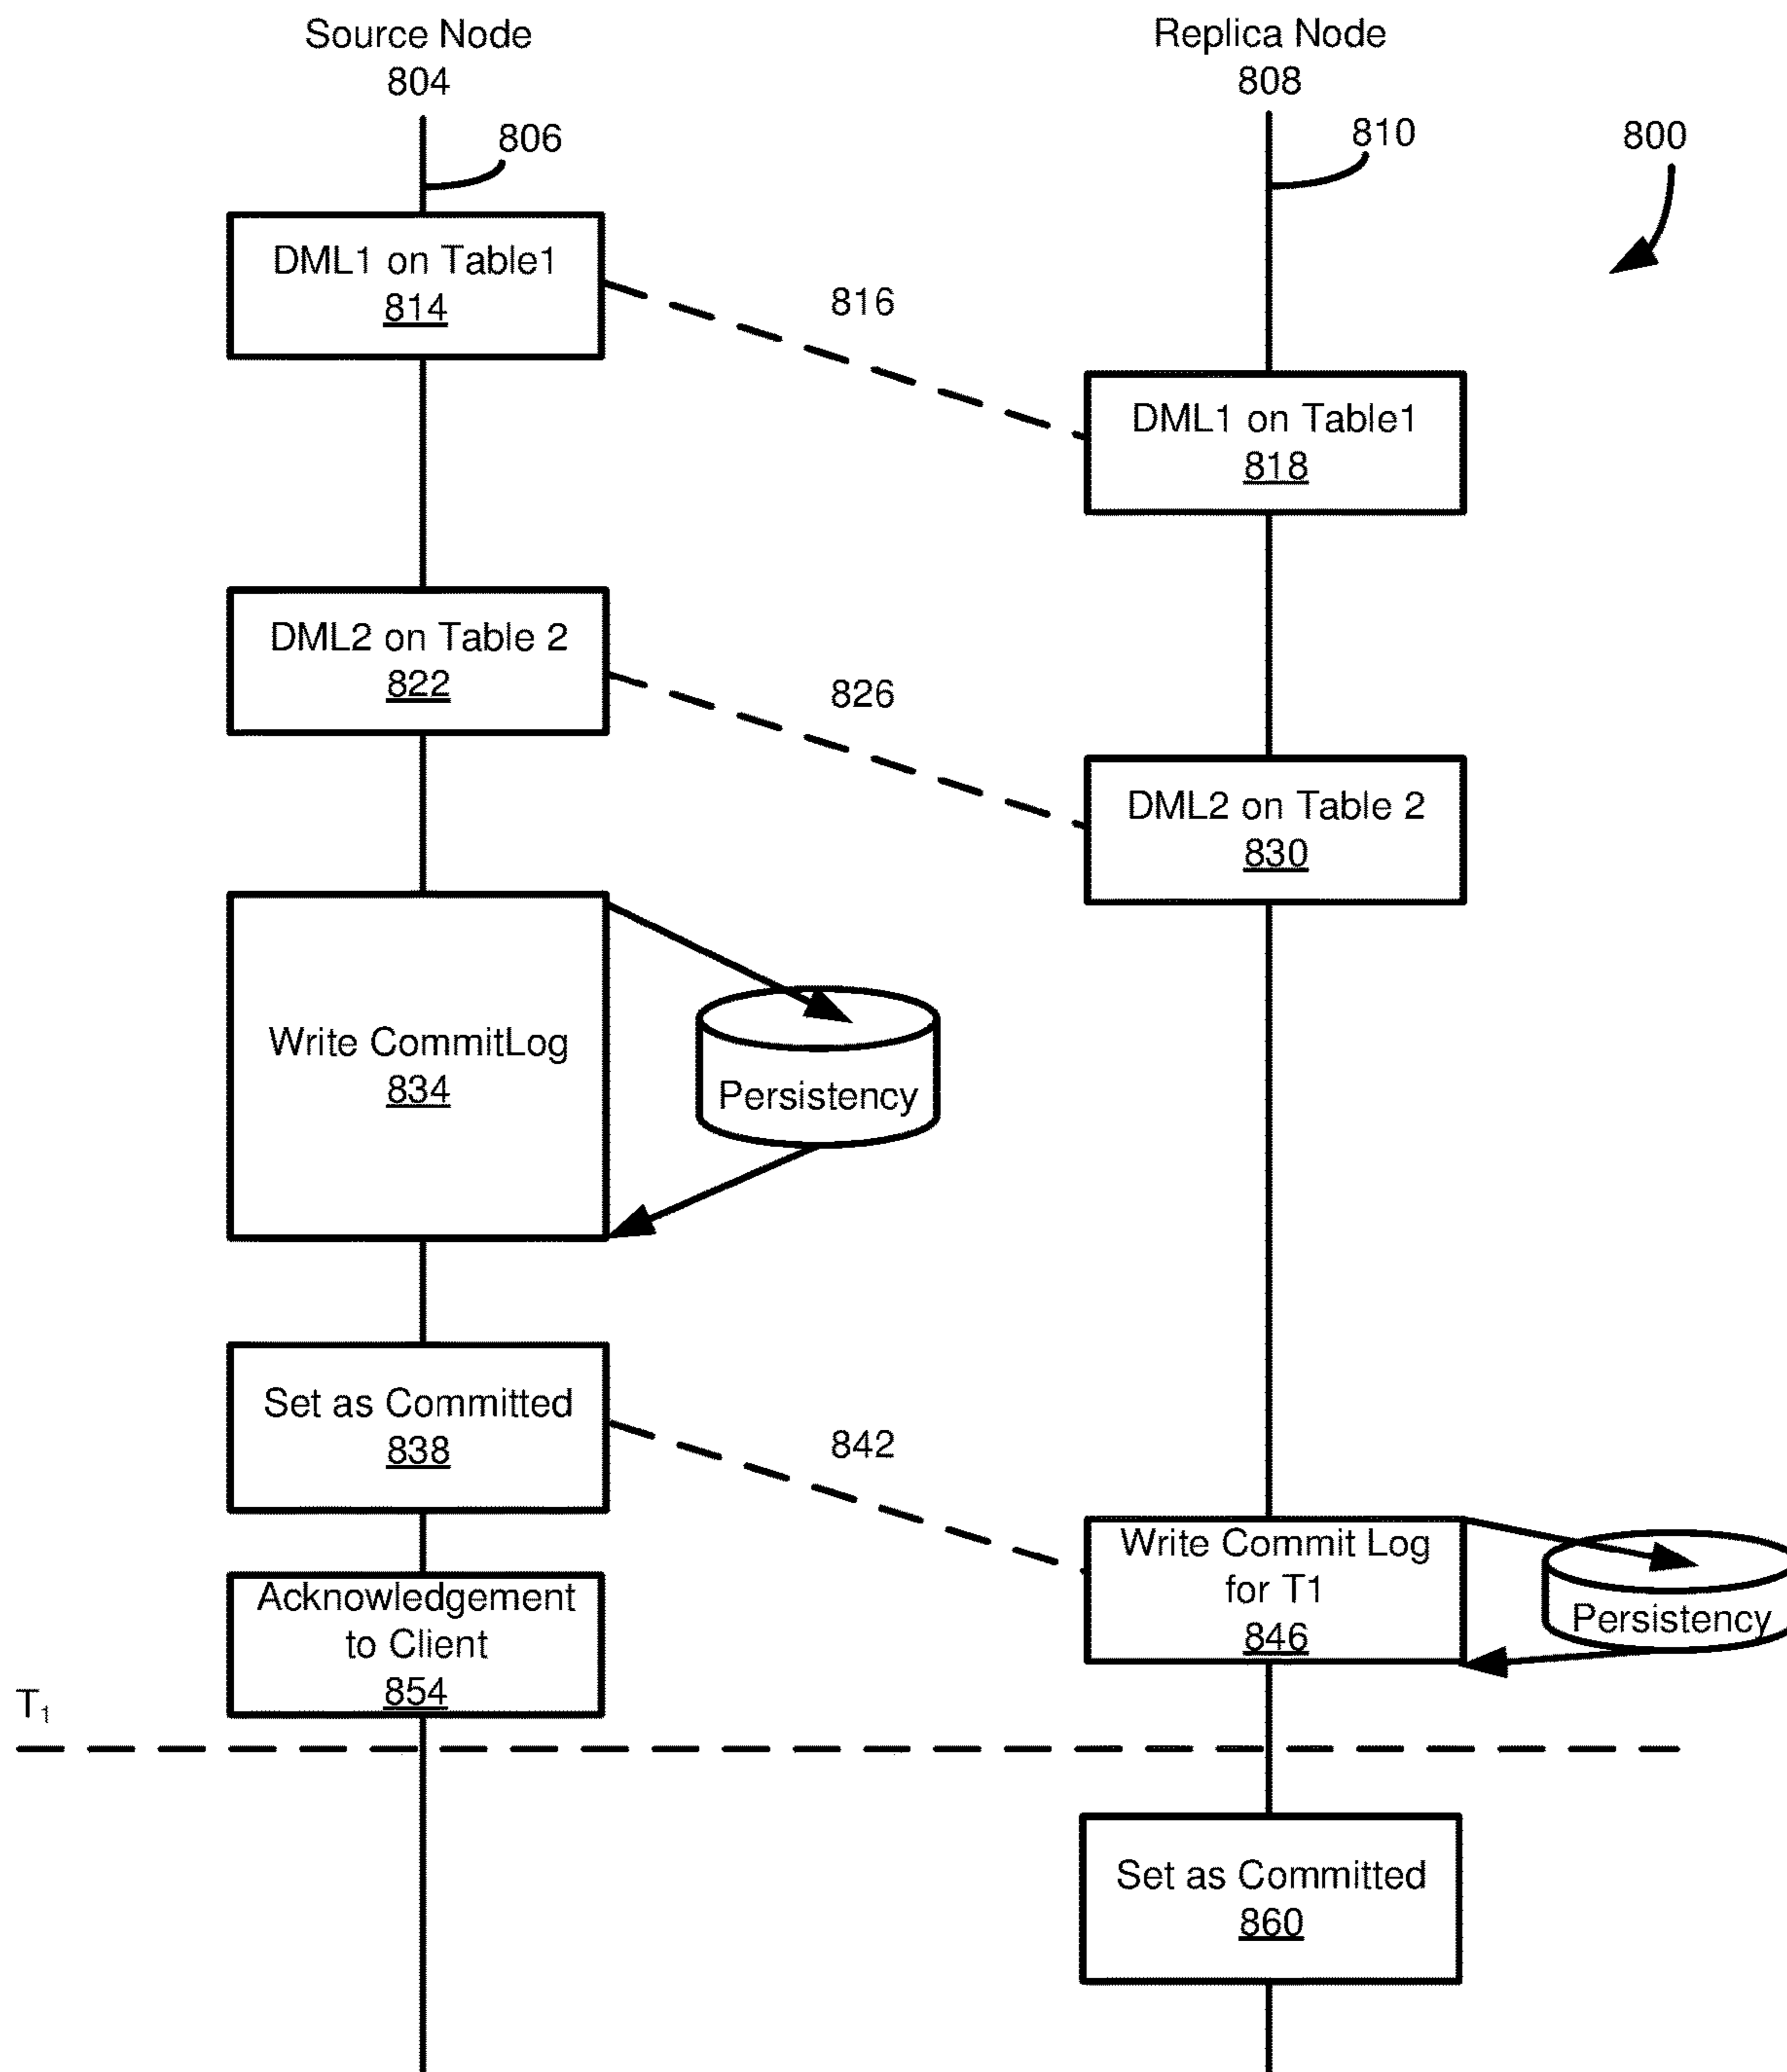 Source Node
804
Replica Node
808
806
810
800
DML1 on Table1
814
816
DML1 on Table1
818
DML2 on Table 2
822
826
DML2 on Table 2
830
Write CommitLog
834
Persistency
Set as Committed
838
842
Write Commit Log
for T1
846
Persistency
Acknowledgement
to Client
854
T1
Set as Committed
860